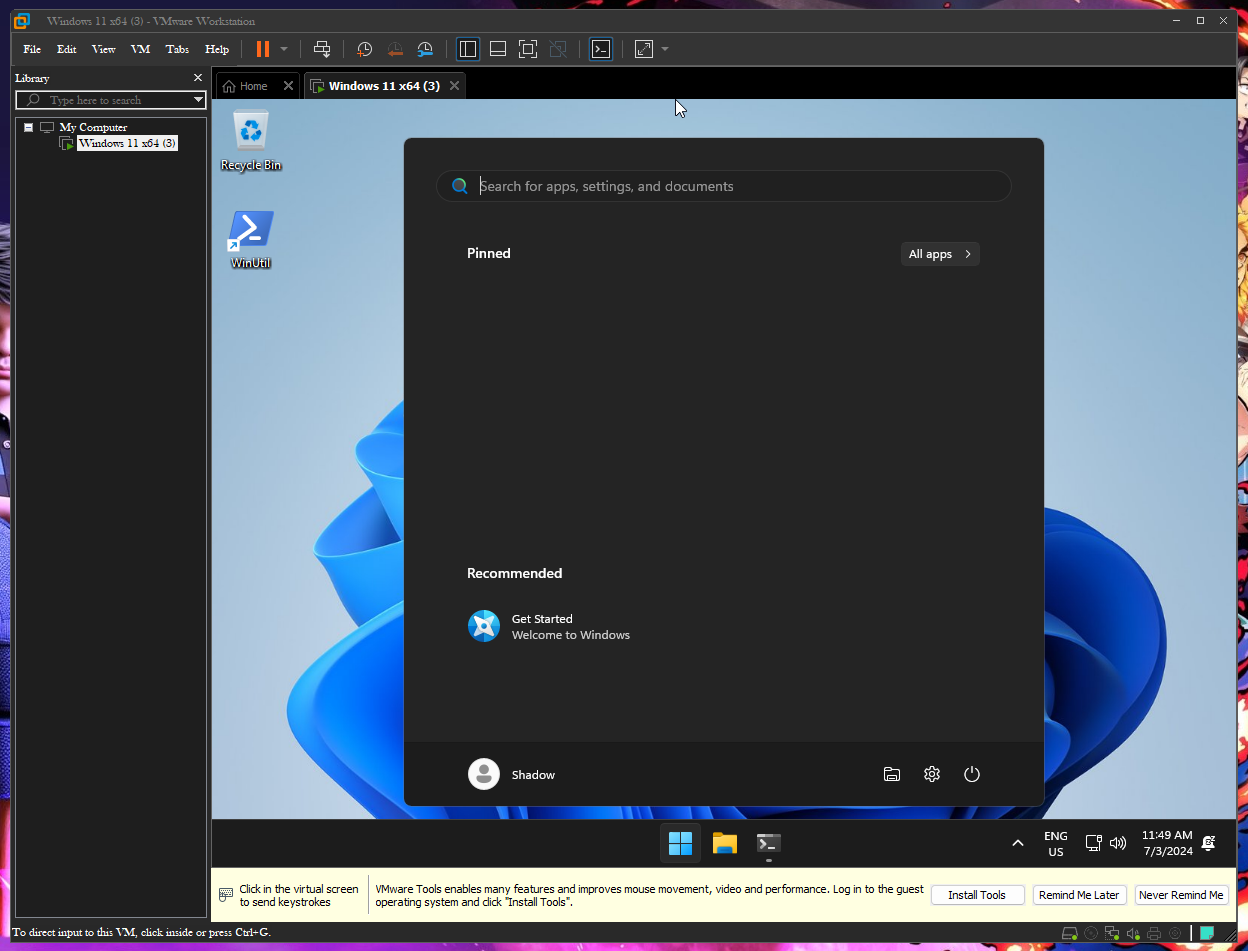 Windows 11 x64 (3) - VMware Workstation
File Edit View VM Tabs Help
Library
Type here to search
My Computer
Windows 11 x64 (3)
Home
Windows 11 x64 (3)
Recycle Bin
WinUtil
Search for apps, settings, and documents
Pinned
All apps
Recommended
Get Started
Welcome to Windows
Shadow
ENG
US
11:49 AM
7/3/2024
Click in the virtual screen
to send keystrokes
VMware Tools enables many features and improves mouse movement, video and performance. Log in to the guest
operating system and click "Install Tools".
Install Tools
Remind Me Later
Never Remind Me
To direct input to this VM, click inside or press Ctrl+G.